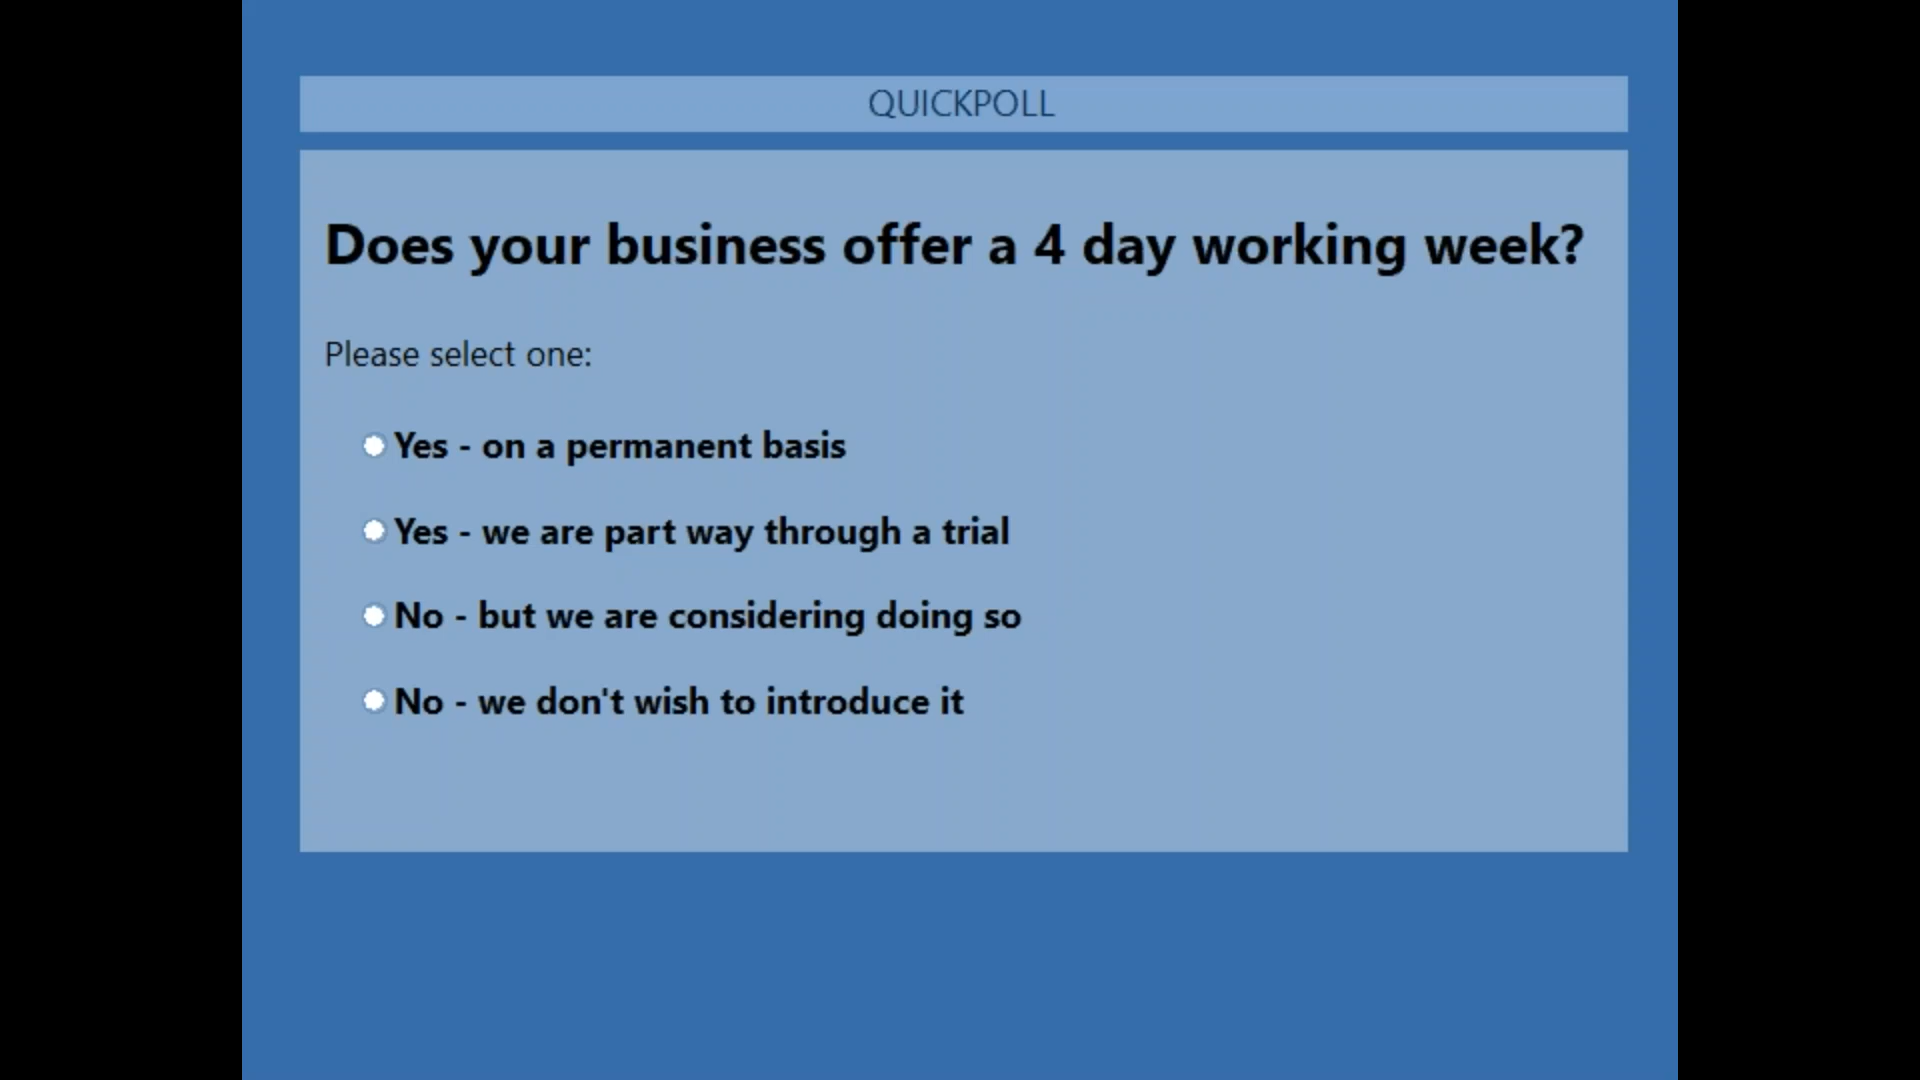 QUICKPOLL
Does your business offer a 4 day working week?
Please select one:
Yes - on a permanent basis
Yes - we are part way through a trial
No - but we are considering doing so
No - we don't wish to introduce it